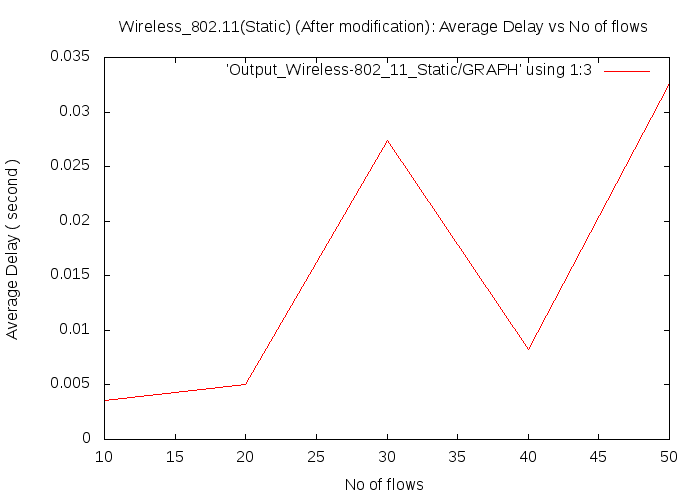 Wireless_802.11(Static) (After modification): Average Delay vs No of flows
'Output_Wireless-802_11_Static/GRAPH' using 1:3
Average Delay ( second )
0.035
0.03
0.025
0.02
0.015
0.01
0.005
0
10 15 20 25 30 35 40 45 50
No of flows